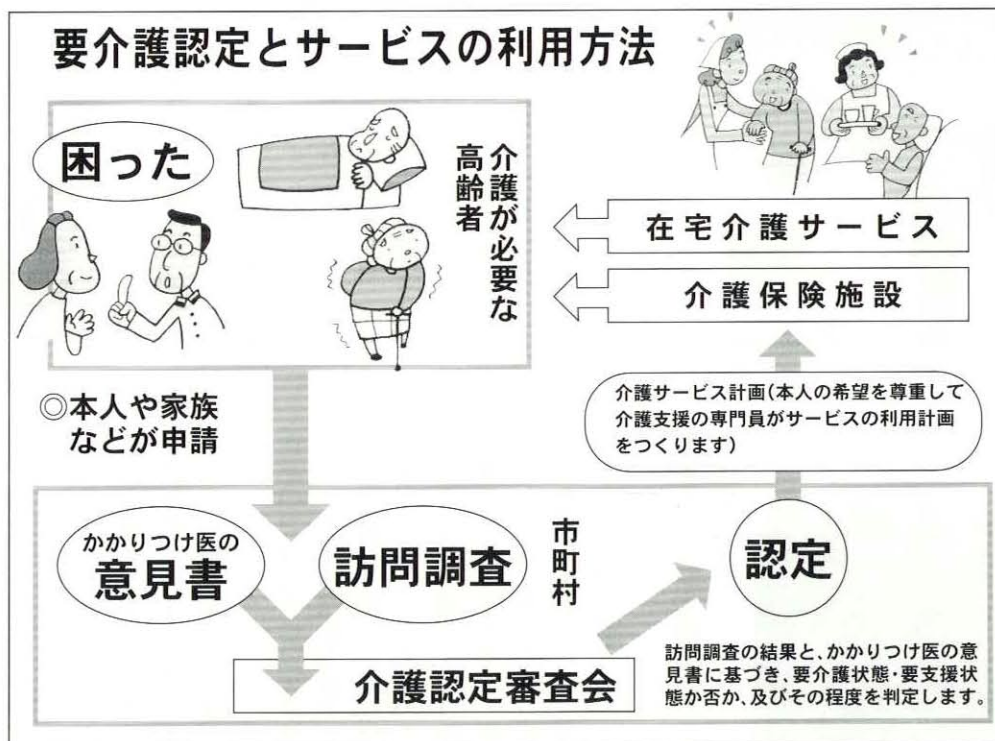 要介護認定とサービスの利用方法
困った
介護が必要な
高齢者
在宅介護サービス
介護保険施設
◎本人や家族
などが申請
介護サービス計画(本人の希望を尊重して
介護支援の専門員がサービスの利用計画
をつくります)
かかりつけ医の
意見書
訪問調査
市町村
認定
介護認定審査会
訪問調査の結果と、かかりつけ医の意
見書に基づき、要介護状態・要支援状
態か否か、及びその程度を判定します。